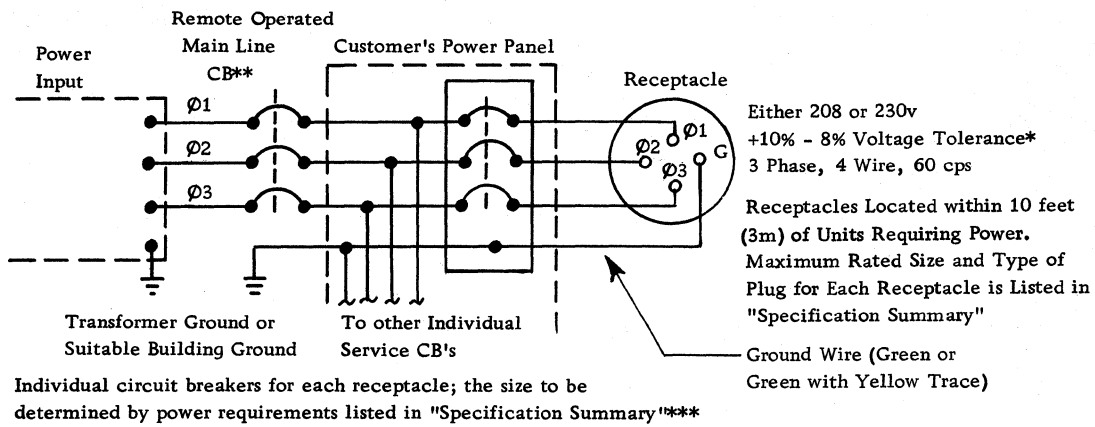 Remote Operated
Main Line
CB**
Power
Input
Customer's Power Panel
Receptacle
Ø1
Ø2
Ø3
Ø1
Ø2
G
Ø3
Either 208 or 230v
+10% - 8% Voltage Tolerance*
3 Phase, 4 Wire, 60 cps
Receptacles Located within 10 feet
(3m) of Units Requiring Power.
Maximum Rated Size and Type of
Plug for Each Receptacle is Listed in
"Specification Summary"
Transformer Ground or
Suitable Building Ground
To other Individual
Service CB's
Ground Wire (Green or
Green with Yellow Trace)
Individual circuit breakers for each receptacle; the size to be
determined by power requirements listed in "Specification Summary"***